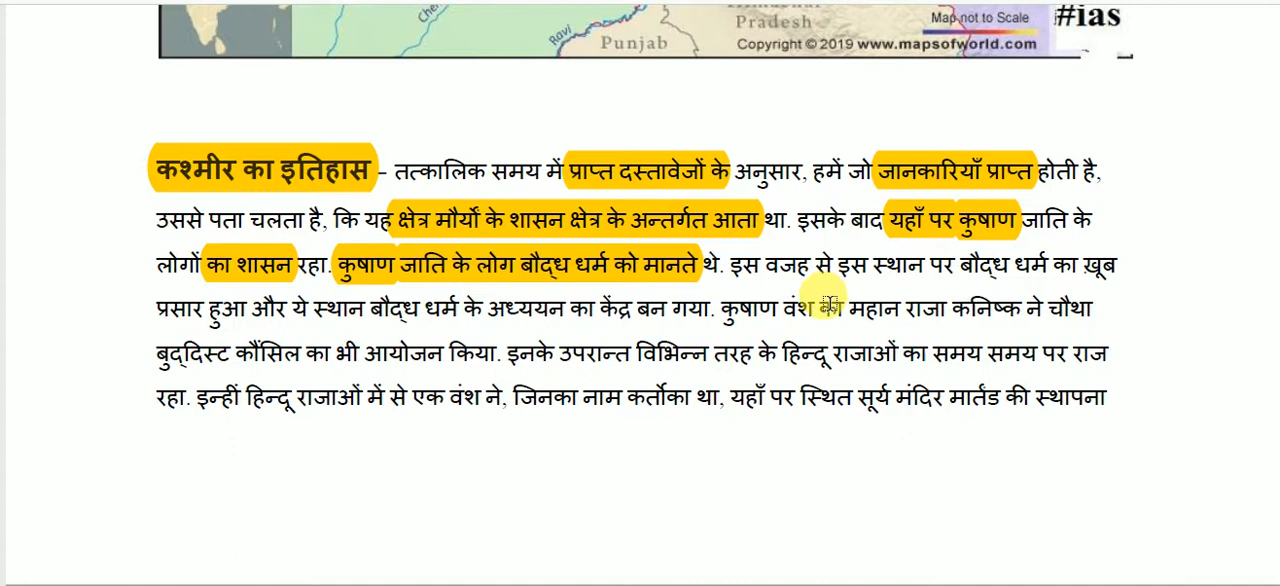 Pradesh
Map not to Scale
#ias
Ravi
Punjab
Copyright © 2019 www.mapsofworld.com
कश्मीर का इतिहास – तत्कालिक समय में प्राप्त दस्तावेजों के अनुसार, हमें जो जानकारियाँ प्राप्त होती है,
उससे पता चलता है, कि यह क्षेत्र मौर्यों के शासन क्षेत्र के अन्तर्गत आता था. इसके बाद यहाँ पर कुषाण जाति के
लोगों का शासन रहा. कुषाण जाति के लोग बौद्ध धर्म को मानते थे. इस वजह से इस स्थान पर बौद्ध धर्म का ख़ूब
प्रसार हुआ और ये स्थान बौद्ध धर्म के अध्ययन का केंद्र बन गया. कुषाण वंश के महान राजा कनिष्क ने चौथा
बुद्दिस्ट कौंसिल का भी आयोजन किया. इनके उपरान्त विभिन्न तरह के हिन्दू राजाओं का समय समय पर राज
रहा. इन्हीं हिन्दू राजाओं में से एक वंश ने, जिनका नाम कर्तोका था, यहाँ पर स्थित सूर्य मंदिर मार्तंड की स्थापना